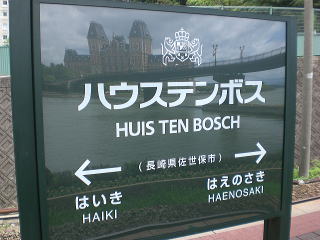 ハウステンボス
HUIS TEN BOSCH
(長崎県佐世保市)
はいき
HAIKI
はえのさき
HAENOSAKI